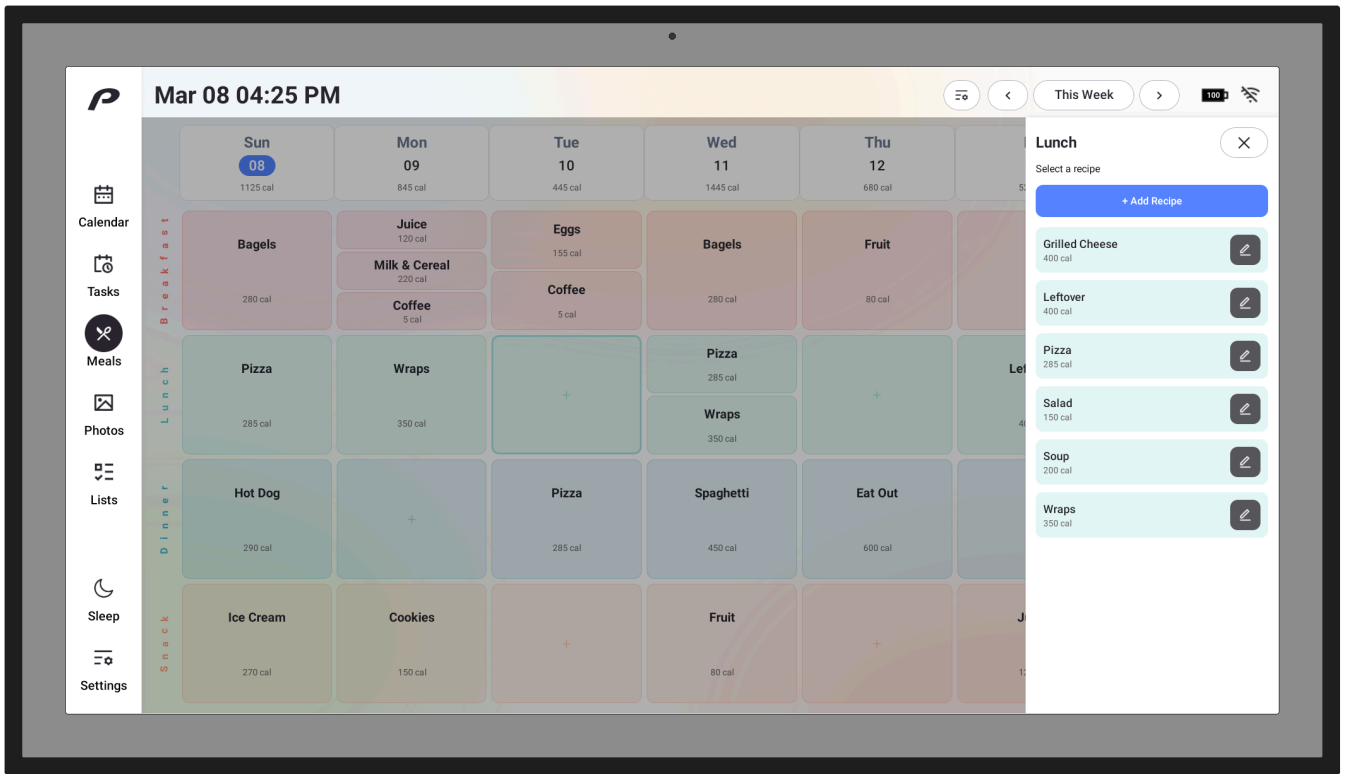 Mar 08 04:25 PM
This Week
100
Calendar
Tasks
Meals
Photos
Lists
Sleep
Settings
Sun
08
1125 cal
Mon
09
845 cal
Tue
10
445 cal
Wed
11
1445 cal
Thu
12
680 cal
Breakfast
Bagels
280 cal
Juice
120 cal
Milk & Cereal
220 cal
Coffee
5 cal
Eggs
155 cal
Coffee
5 cal
Bagels
280 cal
Fruit
80 cal
Lunch
Pizza
285 cal
Wraps
350 cal
+
Pizza
285 cal
Wraps
350 cal
+
Dinner
Hot Dog
290 cal
+
Pizza
285 cal
Spaghetti
450 cal
Eat Out
600 cal
Snack
Ice Cream
270 cal
Cookies
150 cal
+
Fruit
80 cal
+
Lunch
Select a recipe
+ Add Recipe
Grilled Cheese
400 cal
Leftover
400 cal
Pizza
285 cal
Salad
150 cal
Soup
200 cal
Wraps
350 cal